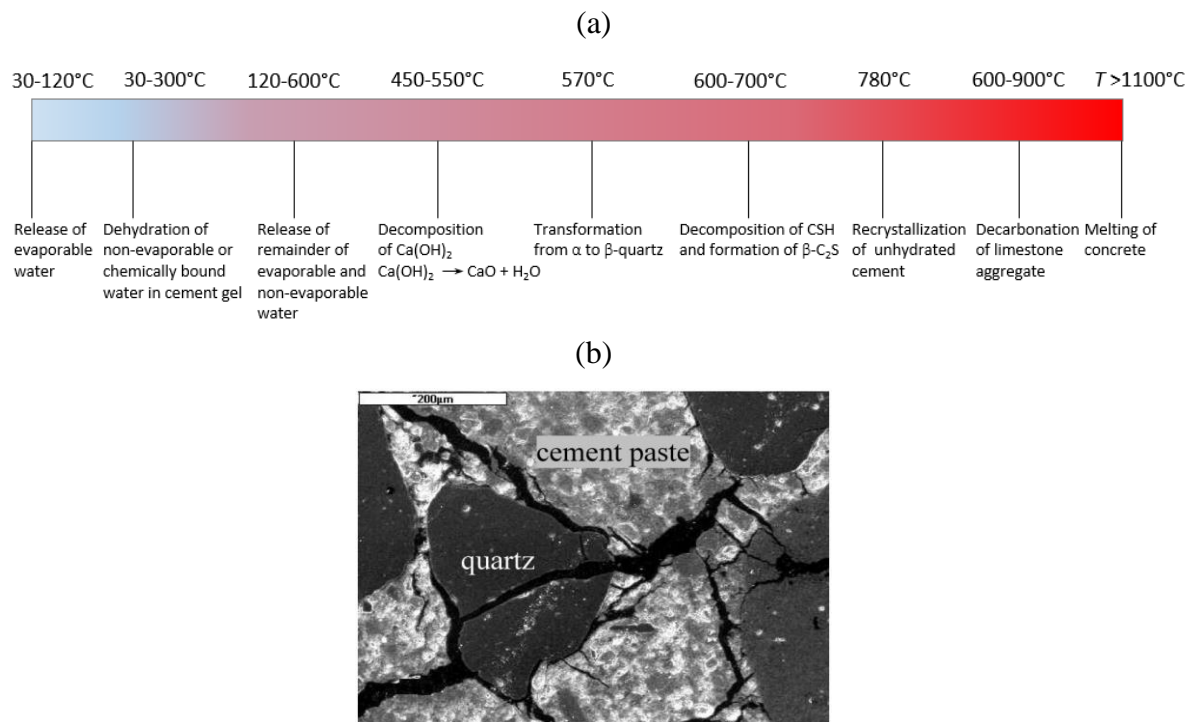 (a)
30-120°C 30-300°C 120-600°C 450-550°C 570°C 600-700°C 780°C 600-900°C T >1100°C
Release of
evaporable
water
Dehydration of
non-evaporable or
chemically bound
water in cement gel
Release of
remainder of
evaporable and
non-evaporable
water
Decomposition
of Ca(OH)₂
Ca(OH)₂ → CaO + H₂O
Transformation
from α to β-quartz
Decomposition of CSH
and formation of β-C₂S
Recrystallization
of unhydrated
cement
Decarbonation
of limestone
aggregate
Melting of
concrete
(b)
200µm
cement paste
quartz